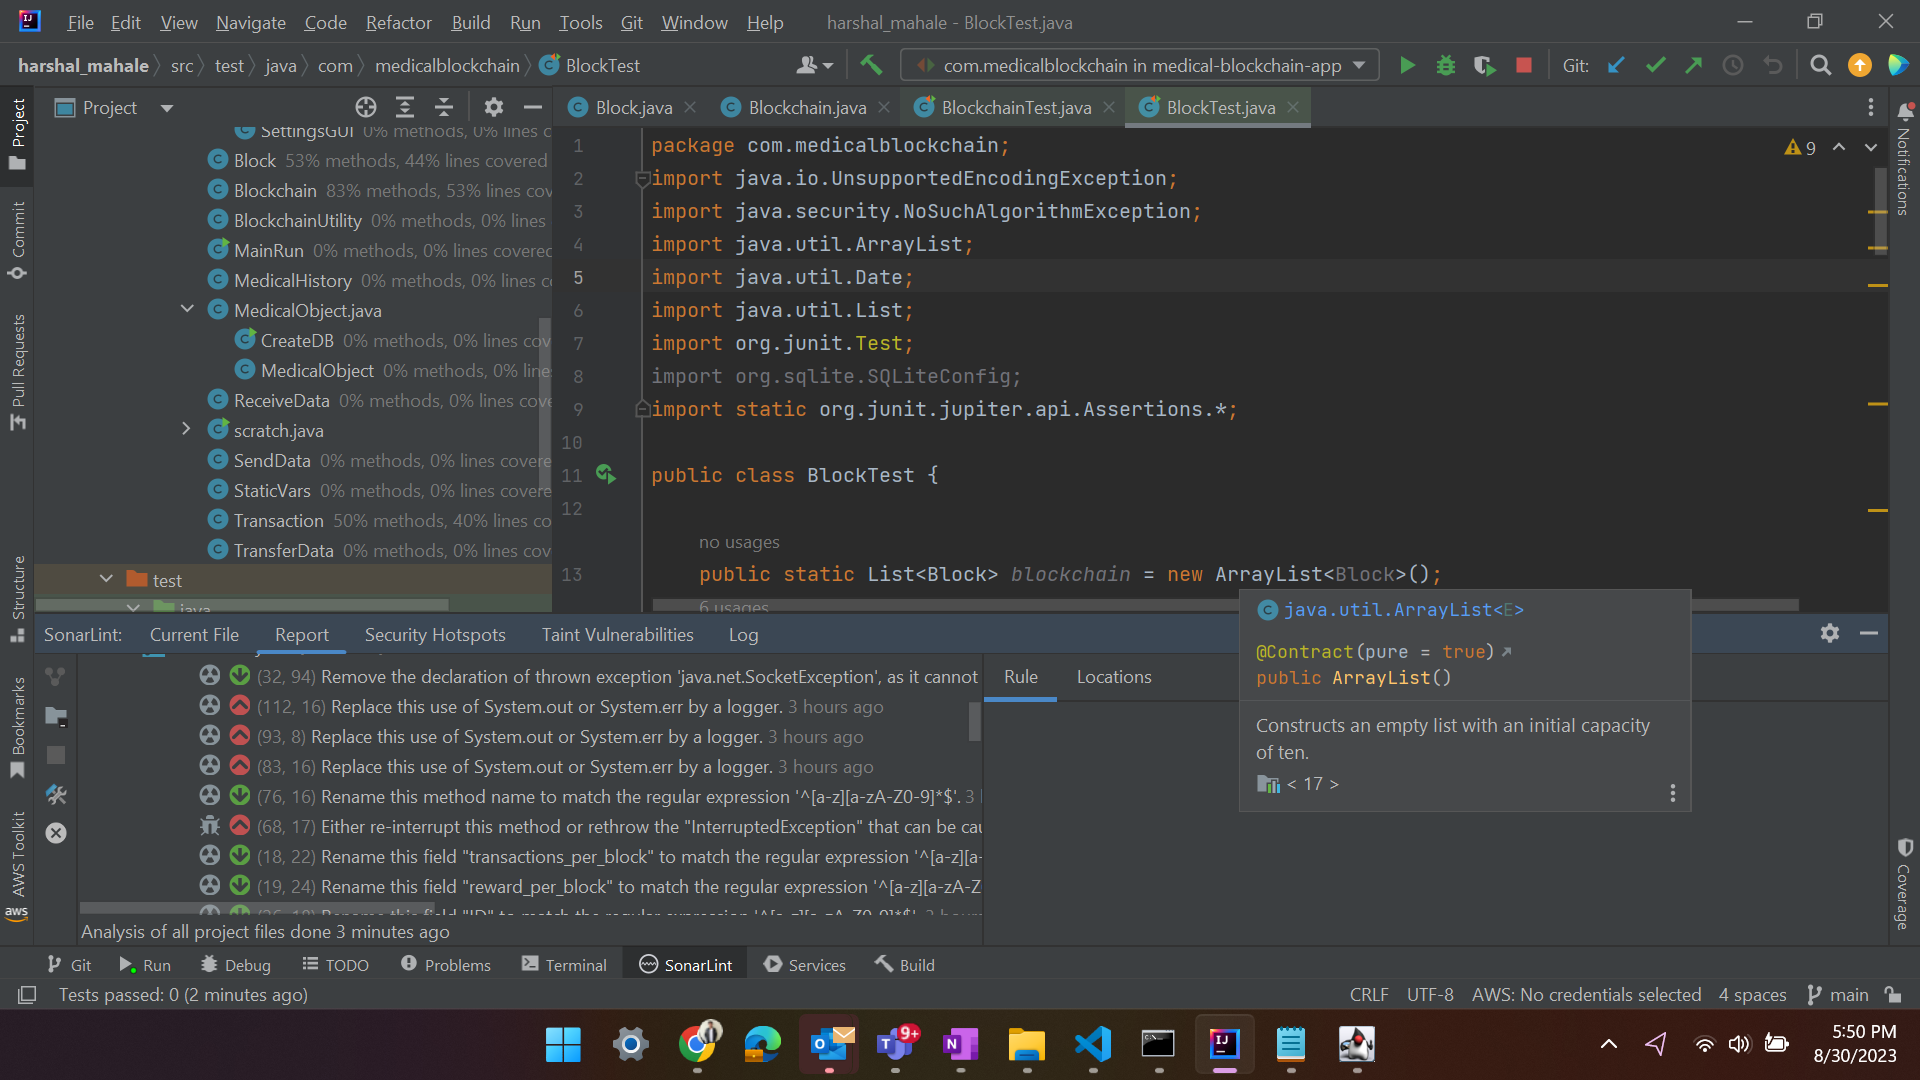 File Edit View Navigate Code Refactor Build Run Tools Git Window Help harshal_mahale - BlockTest.java
harshal_mahale src test java com medicalblockchain BlockTest com.medicalblockchain in medical-blockchain-app Git:
Project
Block.java Blockchain.java BlockchainTest.java BlockTest.java
SettingsGUI 0% methods, 0% lines c
Block 53% methods, 44% lines covered
Blockchain 83% methods, 53% lines cov
BlockchainUtility 0% methods, 0% lines
MainRun 0% methods, 0% lines covered
MedicalHistory 0% methods, 0% lines c
MedicalObject.java
CreateDB 0% methods, 0% lines cov
MedicalObject 0% methods, 0% line
ReceiveData 0% methods, 0% lines cov
scratch.java
SendData 0% methods, 0% lines covere
StaticVars 0% methods, 0% lines covere
Transaction 50% methods, 40% lines co
TransferData 0% methods, 0% lines cov
test
java
1 package com.medicalblockchain;
2 import java.io.UnsupportedEncodingException;
3 import java.security.NoSuchAlgorithmException;
4 import java.util.ArrayList;
5 import java.util.Date;
6 import java.util.List;
7 import org.junit.Test;
8 import org.sqlite.SQLiteConfig;
9 import static org.junit.jupiter.api.Assertions.*;
10
11 public class BlockTest {
12
no usages
13 public static List<Block> blockchain = new ArrayList<Block>();
6 usages
9
java.util.ArrayList<E>
@Contract(pure = true)
public ArrayList()
Constructs an empty list with an initial capacity
of ten.
< 17 >
SonarLint: Current File Report Security Hotspots Taint Vulnerabilities Log
(32, 94) Remove the declaration of thrown exception 'java.net.SocketException', as it cannot
(112, 16) Replace this use of System.out or System.err by a logger. 3 hours ago
(93, 8) Replace this use of System.out or System.err by a logger. 3 hours ago
(83, 16) Replace this use of System.out or System.err by a logger. 3 hours ago
(76, 16) Rename this method name to match the regular expression '^[a-z][a-zA-Z0-9]*$'. 3
(68, 17) Either re-interrupt this method or rethrow the "InterruptedException" that can be cau
(18, 22) Rename this field "transactions_per_block" to match the regular expression '^[a-z][a-
(19, 24) Rename this field "reward_per_block" to match the regular expression '^[a-z][a-zA-Z
Rename this field "ID" to match the regular expression '^[a-z][a-zA-Z0-9]*$'. 3 hours
Analysis of all project files done 3 minutes ago
Rule Locations
Project
Commit
Pull Requests
Structure
Bookmarks
AWS Toolkit
aws
Notifications
Coverage
Git Run Debug TODO Problems Terminal SonarLint Services Build
Tests passed: 0 (2 minutes ago) CRLF UTF-8 AWS: No credentials selected 4 spaces main
9+
5:50 PM
8/30/2023